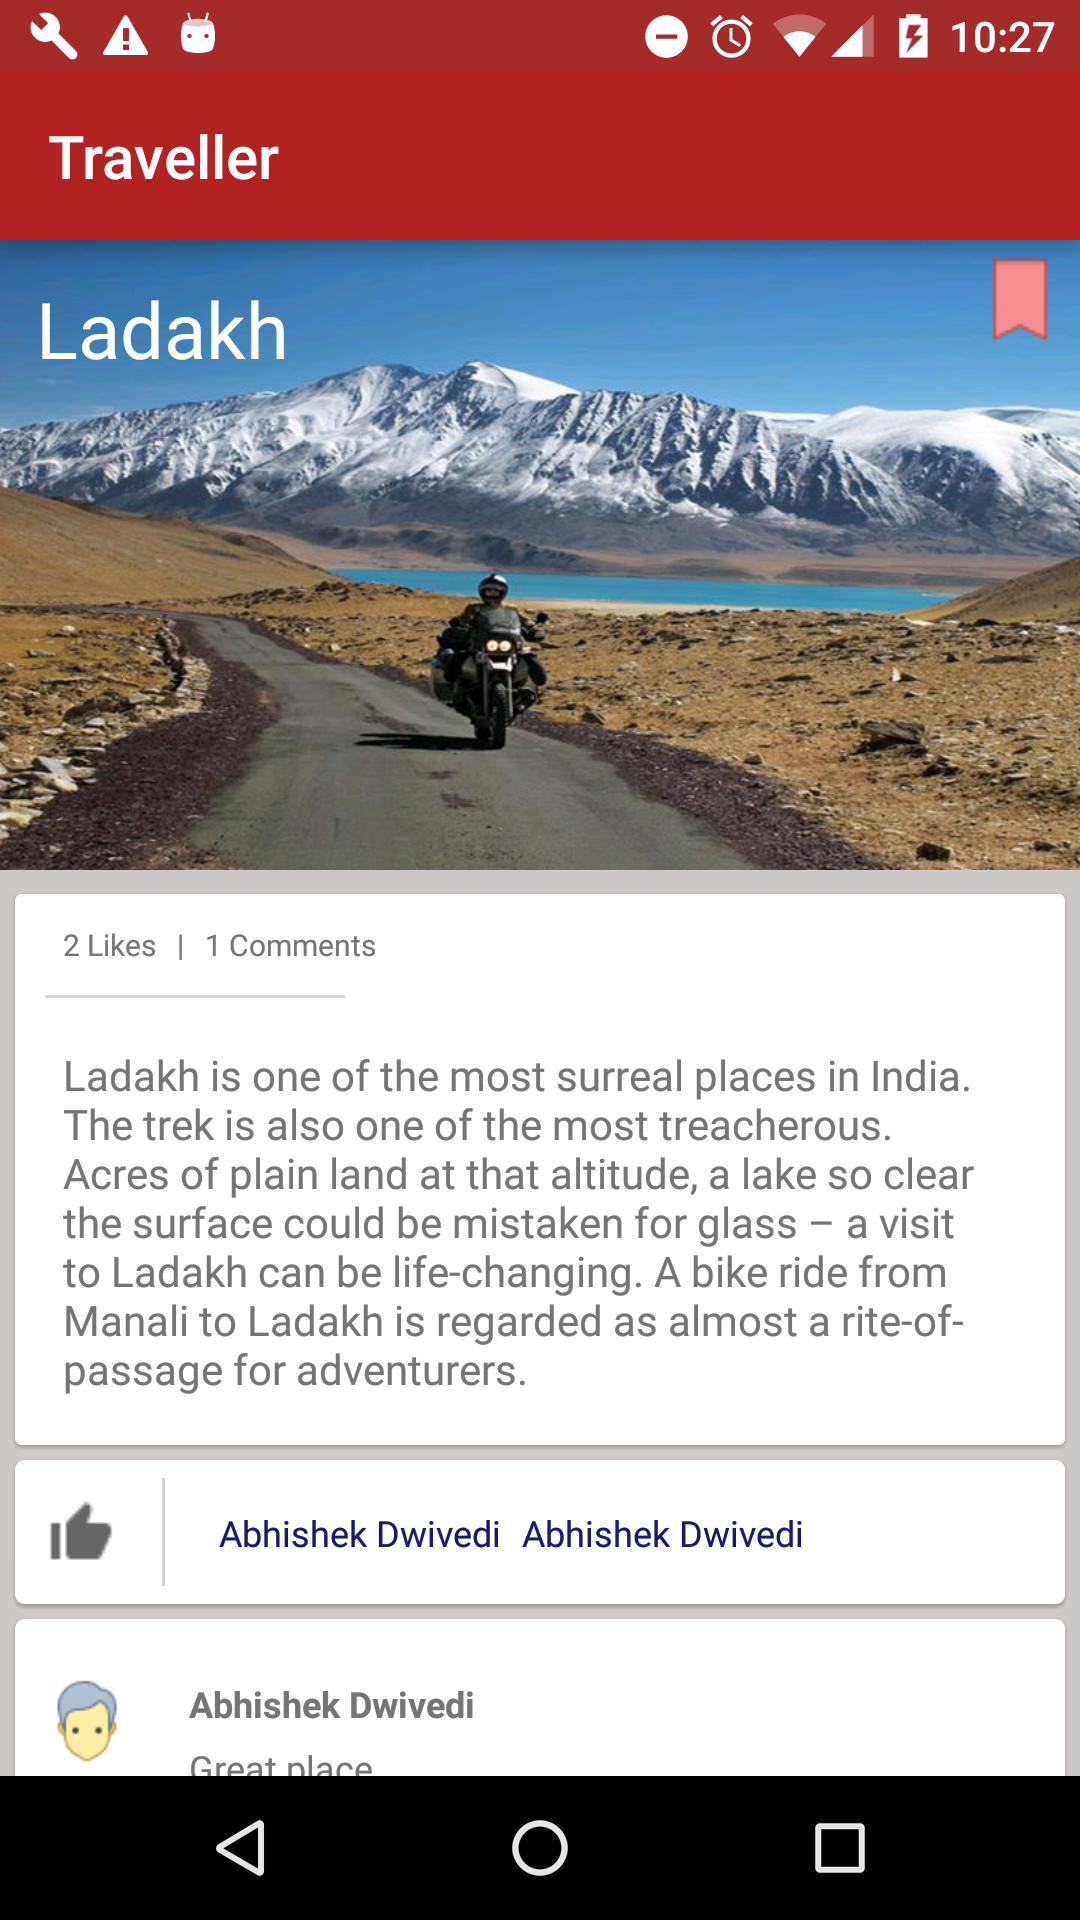 10:27
Traveller
Ladakh
2 Likes | 1 Comments
Ladakh is one of the most surreal places in India.
The trek is also one of the most treacherous.
Acres of plain land at that altitude, a lake so clear
the surface could be mistaken for glass – a visit
to Ladakh can be life-changing. A bike ride from
Manali to Ladakh is regarded as almost a rite-of-
passage for adventurers.
Abhishek Dwivedi Abhishek Dwivedi
Abhishek Dwivedi
Great place